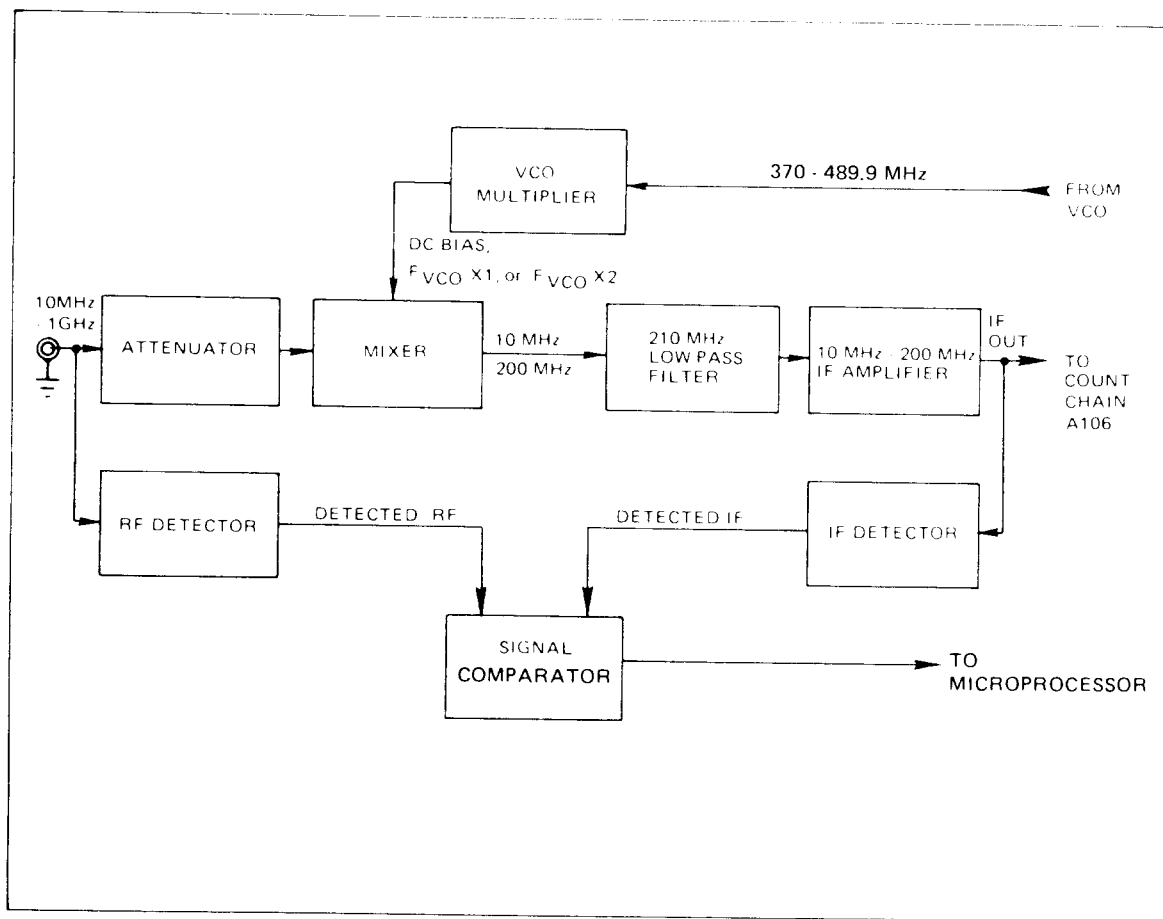 VCO
MULTIPLIER
370 - 489.9 MHz
FROM
VCO
DC BIAS,
FVCO X1, or FVCO X2
10MHz
- 1GHz
ATTENUATOR
MIXER
10 MHz
200 MHz
210 MHz
LOW PASS
FILTER
10 MHz - 200 MHz
IF AMPLIFIER
IF
OUT
TO
COUNT
CHAIN
A106
RF DETECTOR
DETECTED RF
DETECTED IF
IF DETECTOR
SIGNAL
COMPARATOR
TO
MICROPROCESSOR